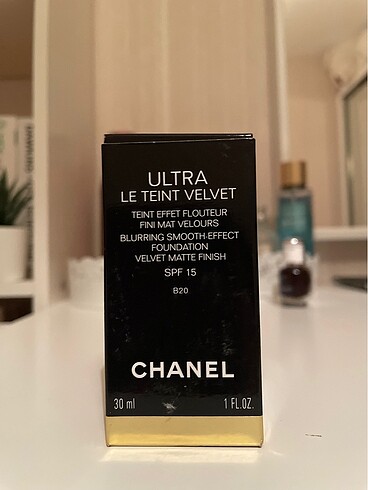 ULTRA
LE TEINT VELVET
TEINT EFFET FLOUTEUR
FINI MAT VELOURS
BLURRING SMOOTH-EFFECT
FOUNDATION
VELVET MATTE FINISH
SPF 15
B20
CHANEL
30 ml 1 FL.OZ.